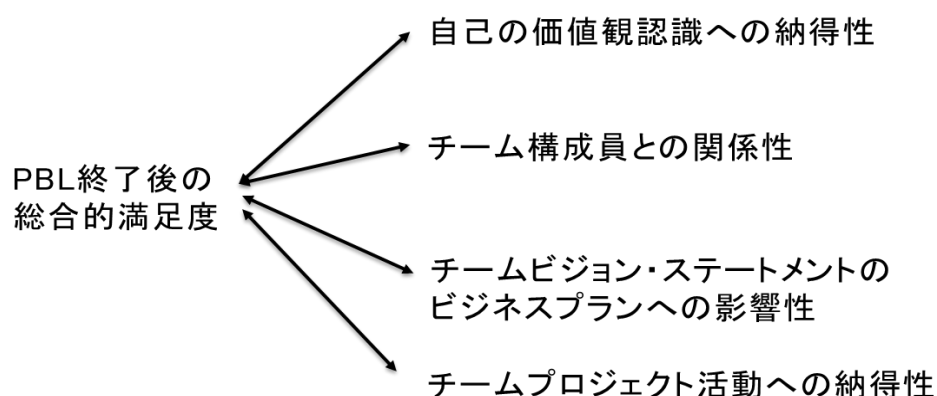 自己の価値観認識への納得性
チーム構成員との関係性
PBL終了後の
総合的満足度
チームビジョン・ステートメントの
ビジネスプランへの影響性
チームプロジェクト活動への納得性